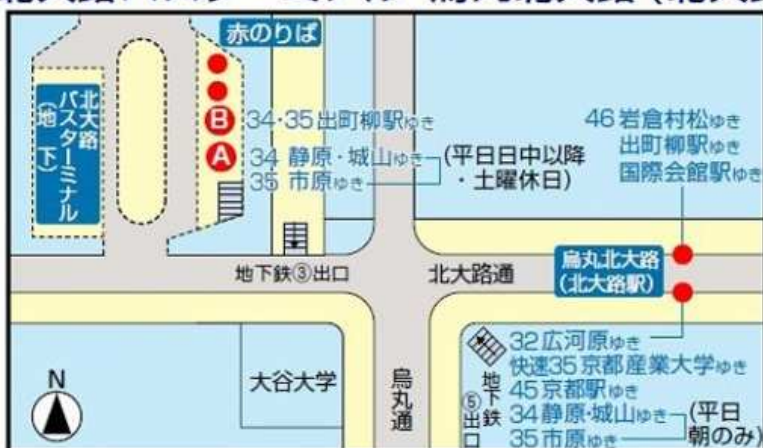 赤のりば
北大路
バスターミナル
(地下)
B 34・35 出町柳駅ゆき
A 34 静原・城山ゆき
35 市原ゆき
(平日日中以降
・土曜休日)
46 岩倉村松ゆき
出町柳駅ゆき
国際会館駅ゆき
地下鉄③出口
北大路通
烏丸北大路
(北大路駅)
大谷大学
烏丸通
地下鉄
⑤出口
32 広河原ゆき
快速35 京都産業大学ゆき
45 京都駅ゆき
34 静原・城山ゆき
35 市原ゆき
(平日
朝のみ)
N